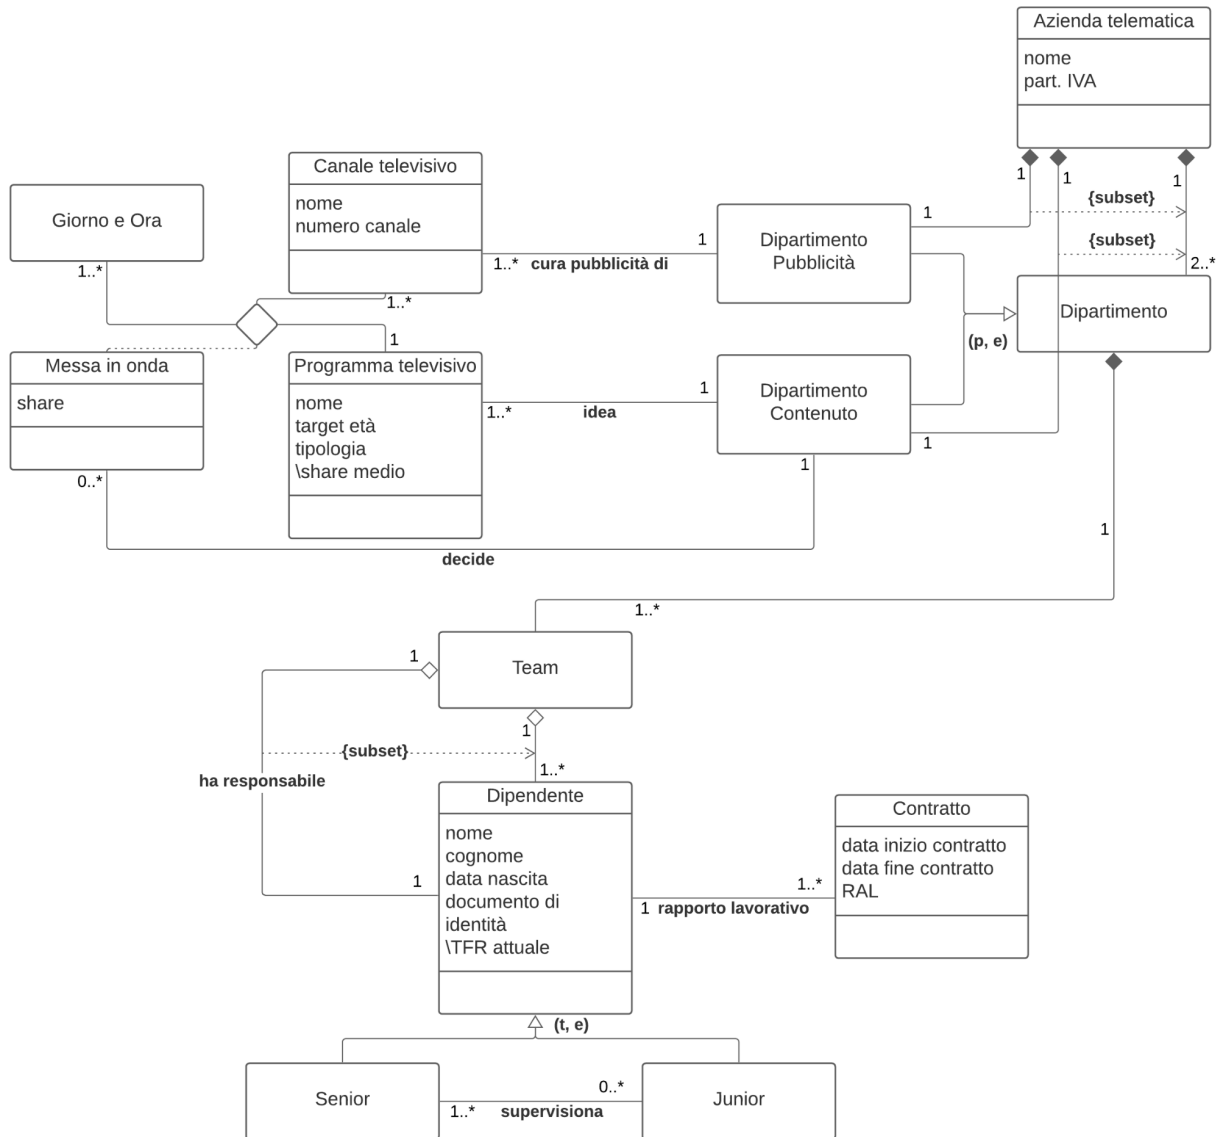 Azienda telematica
nome
part. IVA
1
1
1
{subset}
{subset}
2..*
Dipartimento
Canale televisivo
nome
numero canale
Giorno e Ora
1..*
1..*
1..*
cura pubblicità di
1
Dipartimento
Pubblicità
1
(p, e)
1
Messa in onda
share
0..*
Programma televisivo
nome
target età
tipologia
\share medio
1..*
idea
1
Dipartimento
Contenuto
1
1
decide
1
1..*
Team
1
1
{subset}
1..*
ha responsabile
1
Dipendente
nome
cognome
data nascita
documento di
identità
\TFR attuale
1
rapporto lavorativo
1..*
Contratto
data inizio contratto
data fine contratto
RAL
(t, e)
Senior
1..*
supervisiona
0..*
Junior